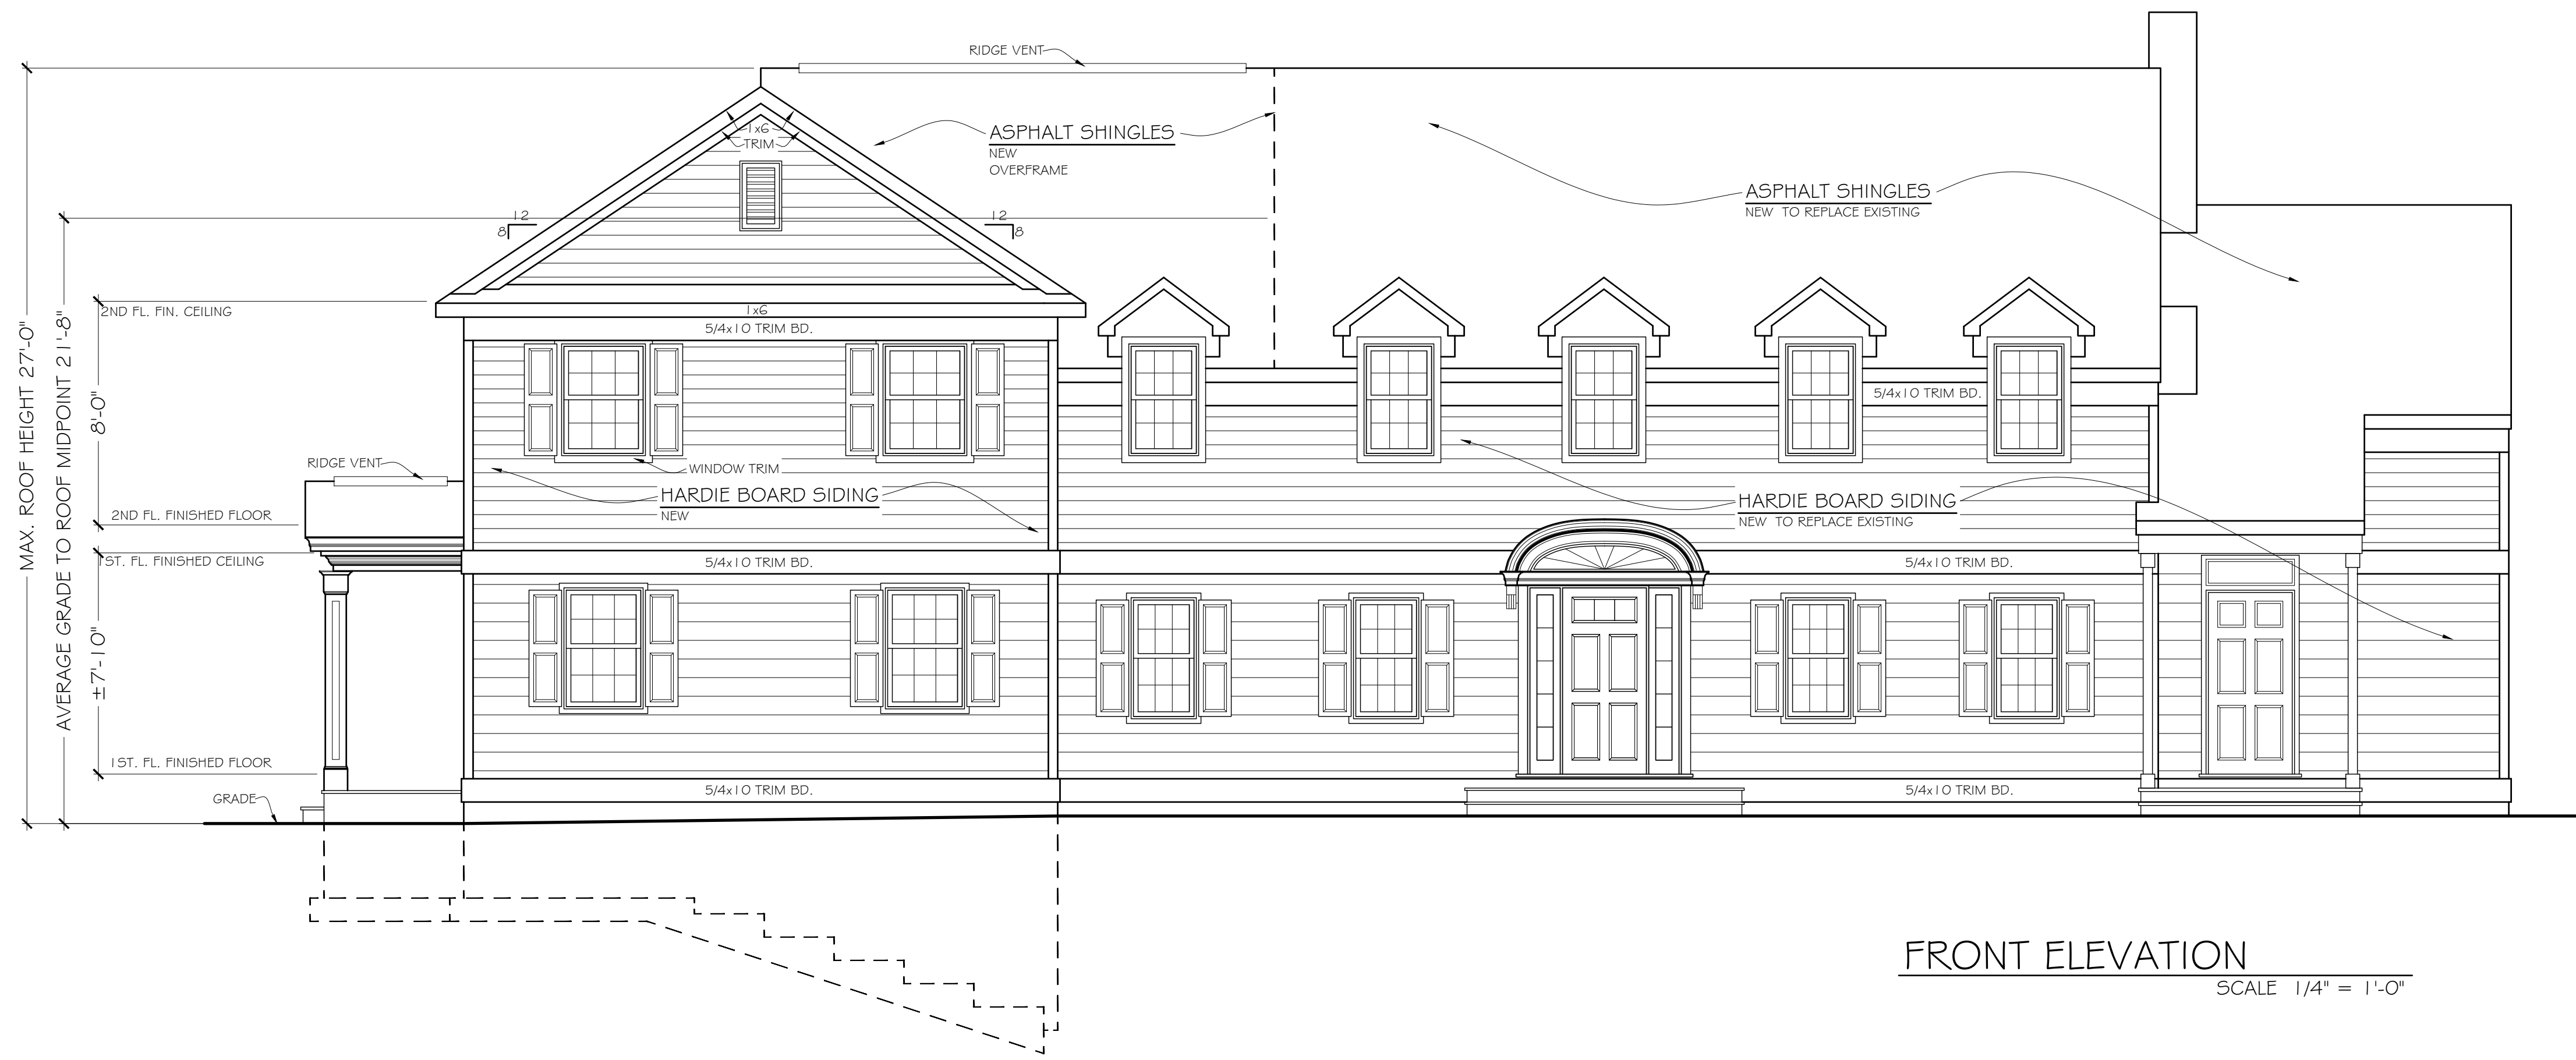 RIDGE VENT
1x6
TRIM
ASPHALT SHINGLES
NEW
OVERFRAME
ASPHALT SHINGLES
NEW TO REPLACE EXISTING
12
8
12
8
MAX. ROOF HEIGHT 27'-0"
AVERAGE GRADE TO ROOF MIDPOINT 21'-8"
2ND FL. FIN. CEILING
8'-0"
1x6
5/4x10 TRIM BD.
5/4x10 TRIM BD.
RIDGE VENT
WINDOW TRIM
HARDIE BOARD SIDING
NEW
HARDIE BOARD SIDING
NEW TO REPLACE EXISTING
2ND FL. FINISHED FLOOR
1ST. FL. FINISHED CEILING
5/4x10 TRIM BD.
5/4x10 TRIM BD.
±7'-10"
1ST. FL. FINISHED FLOOR
GRADE
5/4x10 TRIM BD.
5/4x10 TRIM BD.
FRONT ELEVATION
SCALE 1/4" = 1'-0"